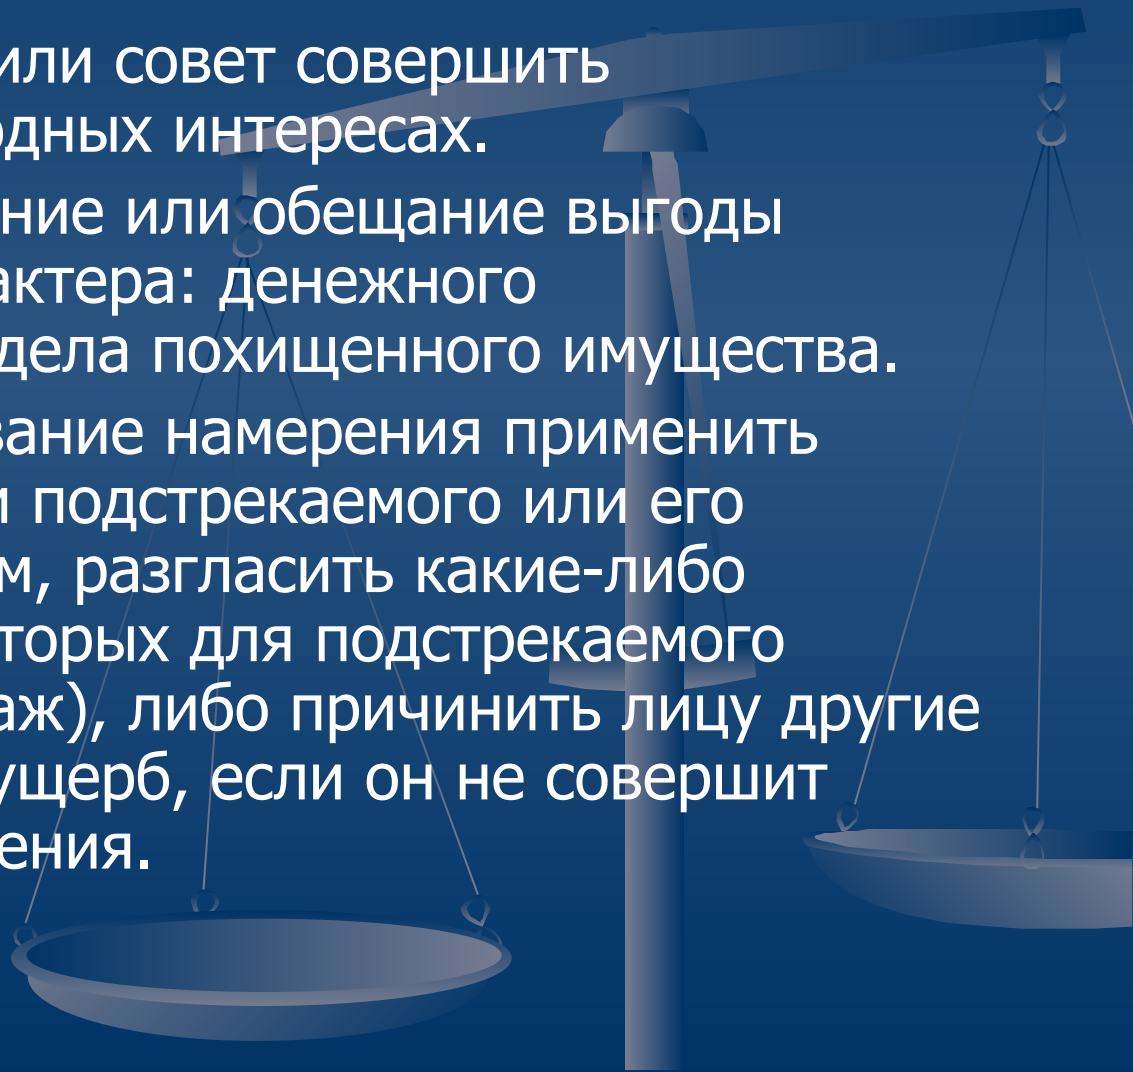 или совет совершить
одных интересах.
ние или обещание выгоды
актера: денежного
дела похищенного имущества.
вание намерения применить
и подстрекаемого или его
м, разгласить какие-либо
торых для подстрекаемого
аж), либо причинить лицу другие
ущерб, если он не совершит
ения.